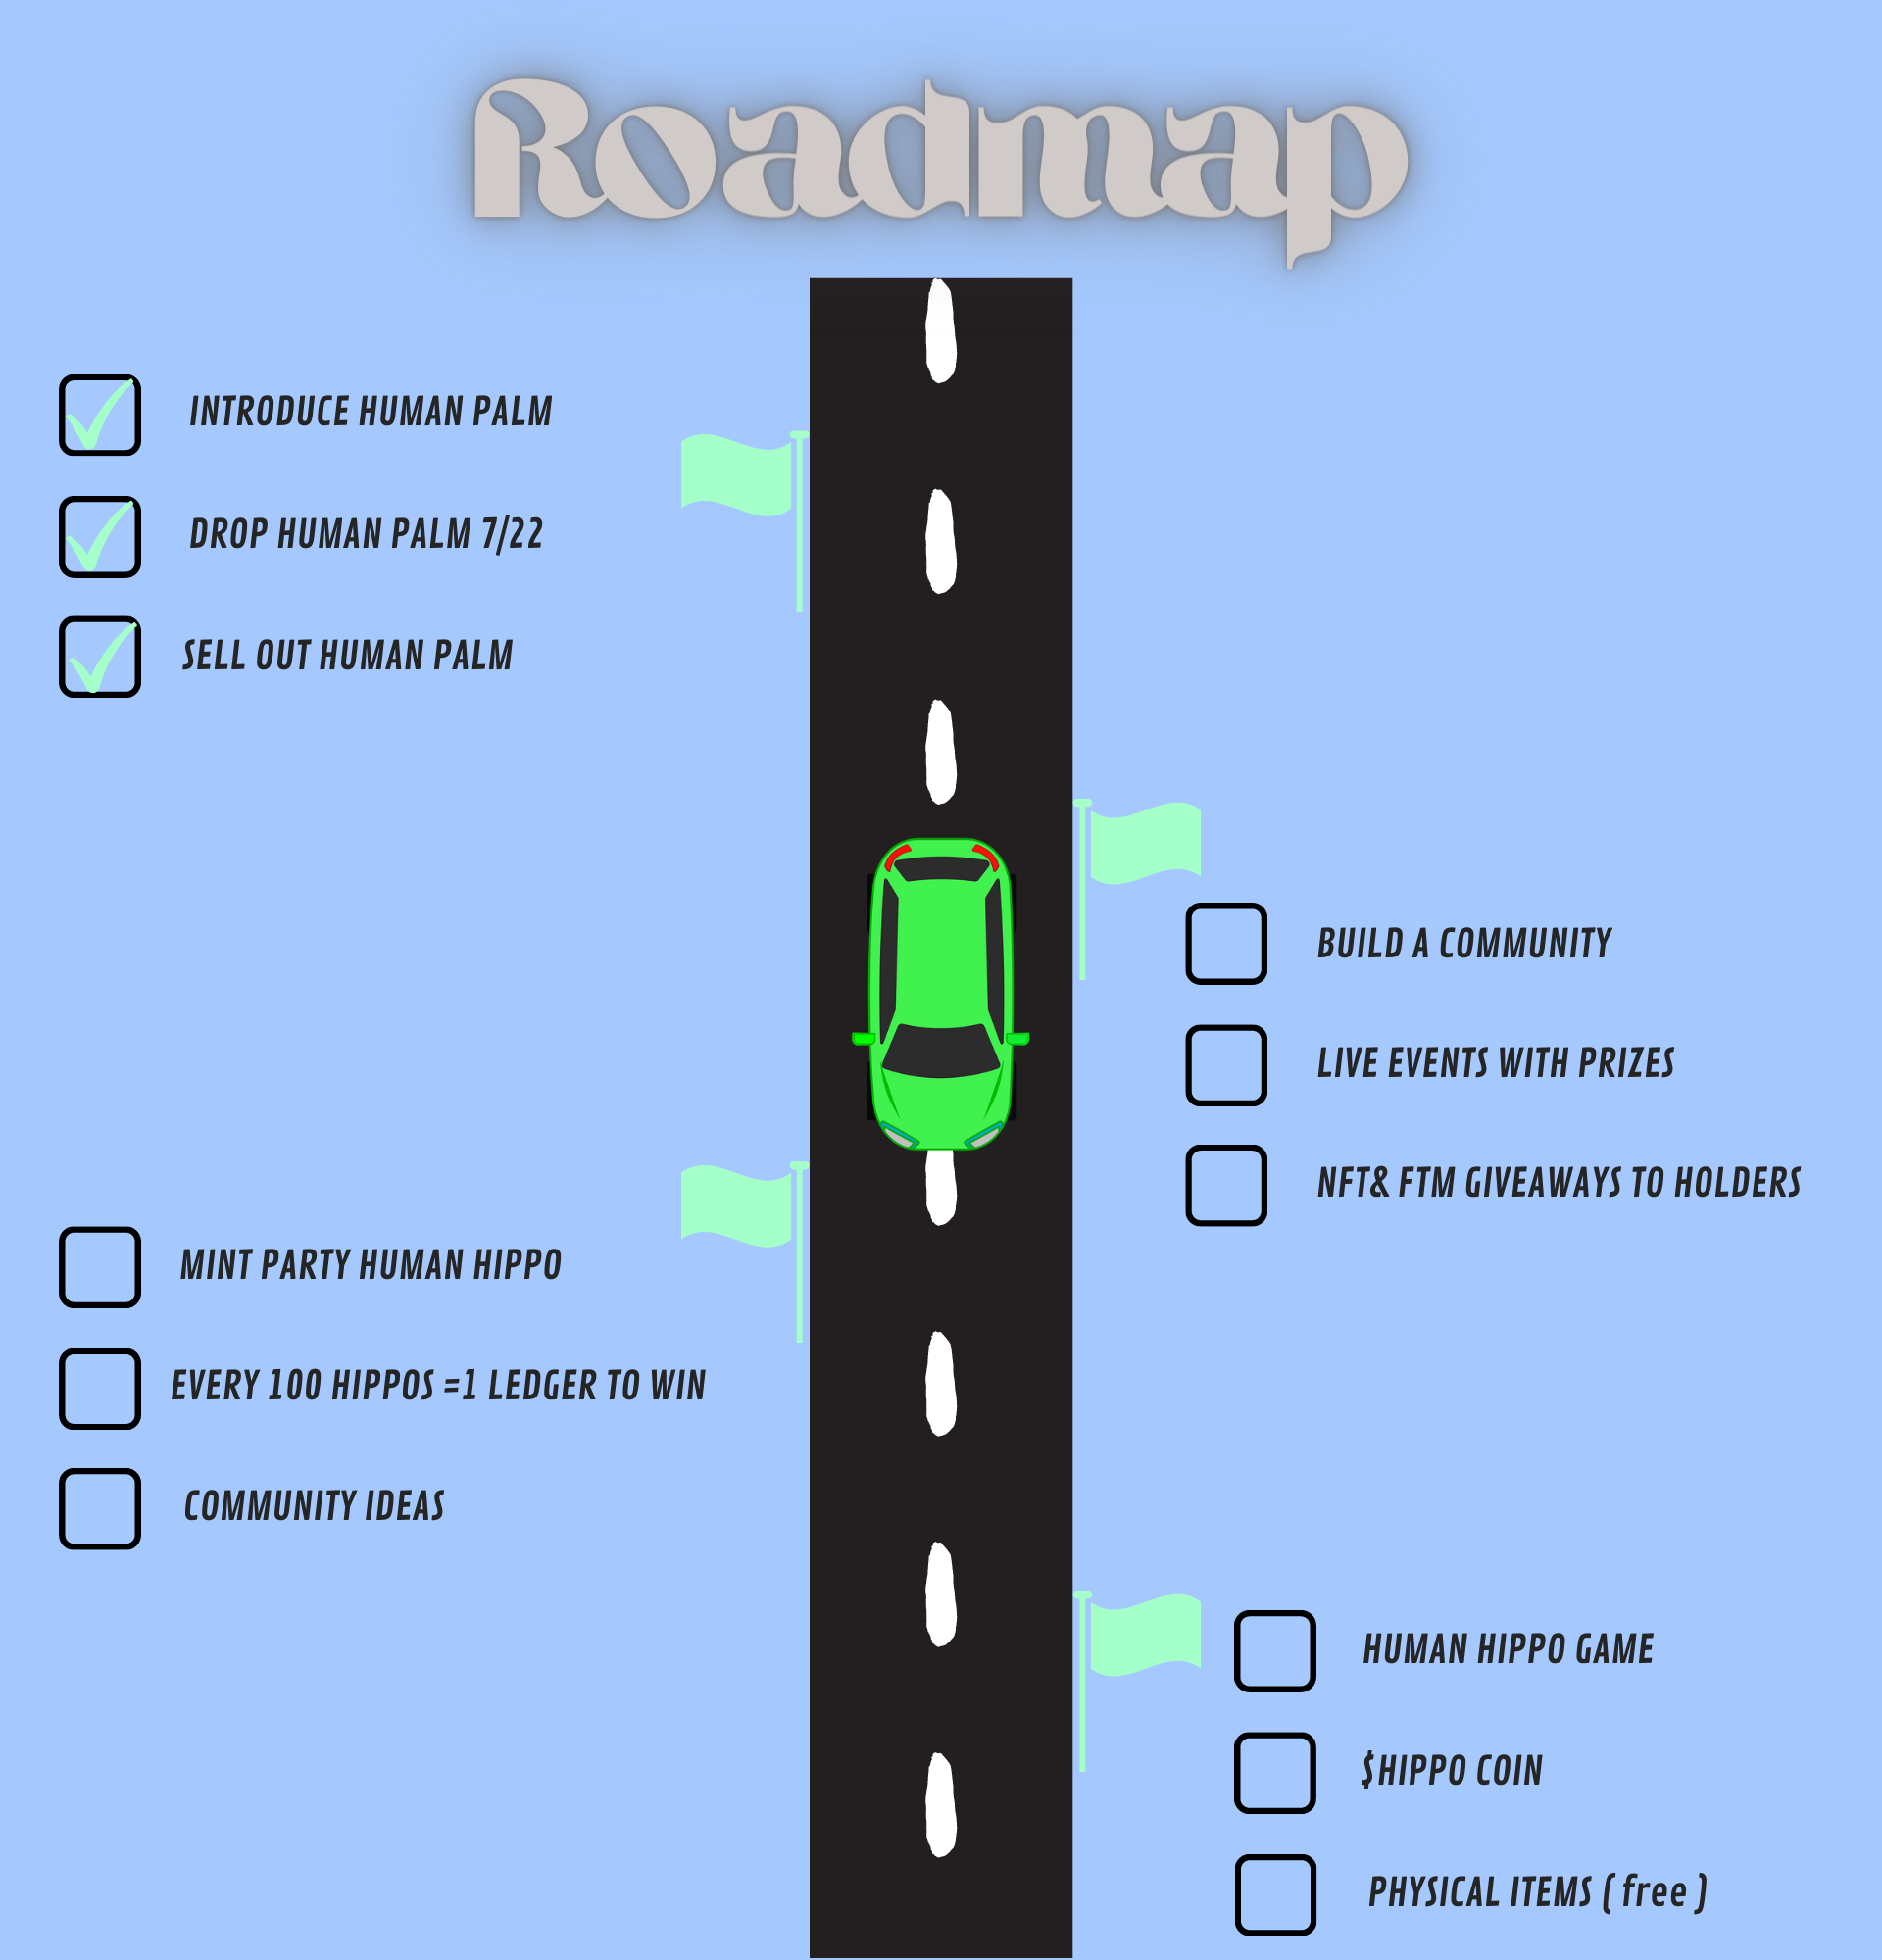 Roadmap
INTRODUCE HUMAN PALM
DROP HUMAN PALM 7/22
SELL OUT HUMAN PALM
BUILD A COMMUNITY
LIVE EVENTS WITH PRIZES
NFT& FTM GIVEAWAYS TO HOLDERS
MINT PARTY HUMAN HIPPO
EVERY 100 HIPPOS =1 LEDGER TO WIN
COMMUNITY IDEAS
HUMAN HIPPO GAME
$HIPPO COIN
PHYSICAL ITEMS ( free )